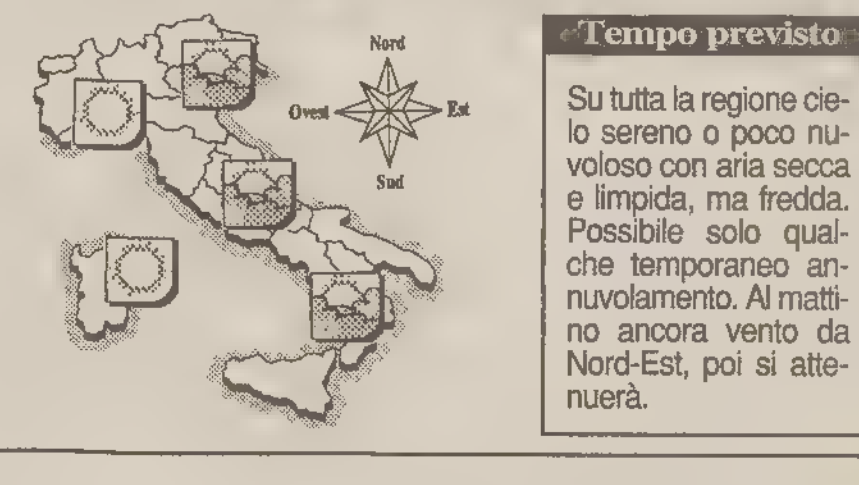 Nord
Ovest
Est
Sud
Tempo previsto
Su tutta la regione cie-
lo sereno o poco nu-
voloso con aria secca
e limpida, ma fredda.
Possibile solo qual-
che temporaneo an-
nuvolamento. Al matti-
no ancora vento da
Nord-Est, poi si atte-
nuerà.